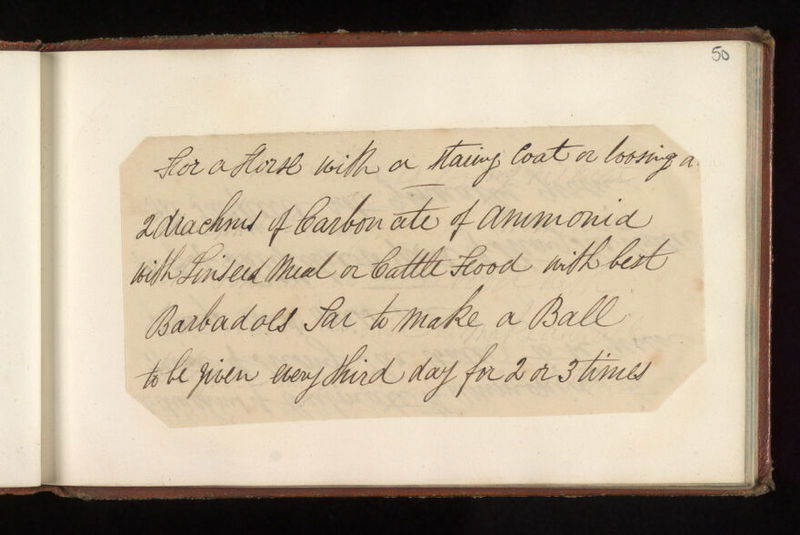 50
For a Horse with a staring Coat or loosing a
2 drachms of Carbonate of Ammonia
with Linseed Meal or Cattle Food with best
Barbadoes Tar to make a Ball
to be given every third day for 2 or 3 times